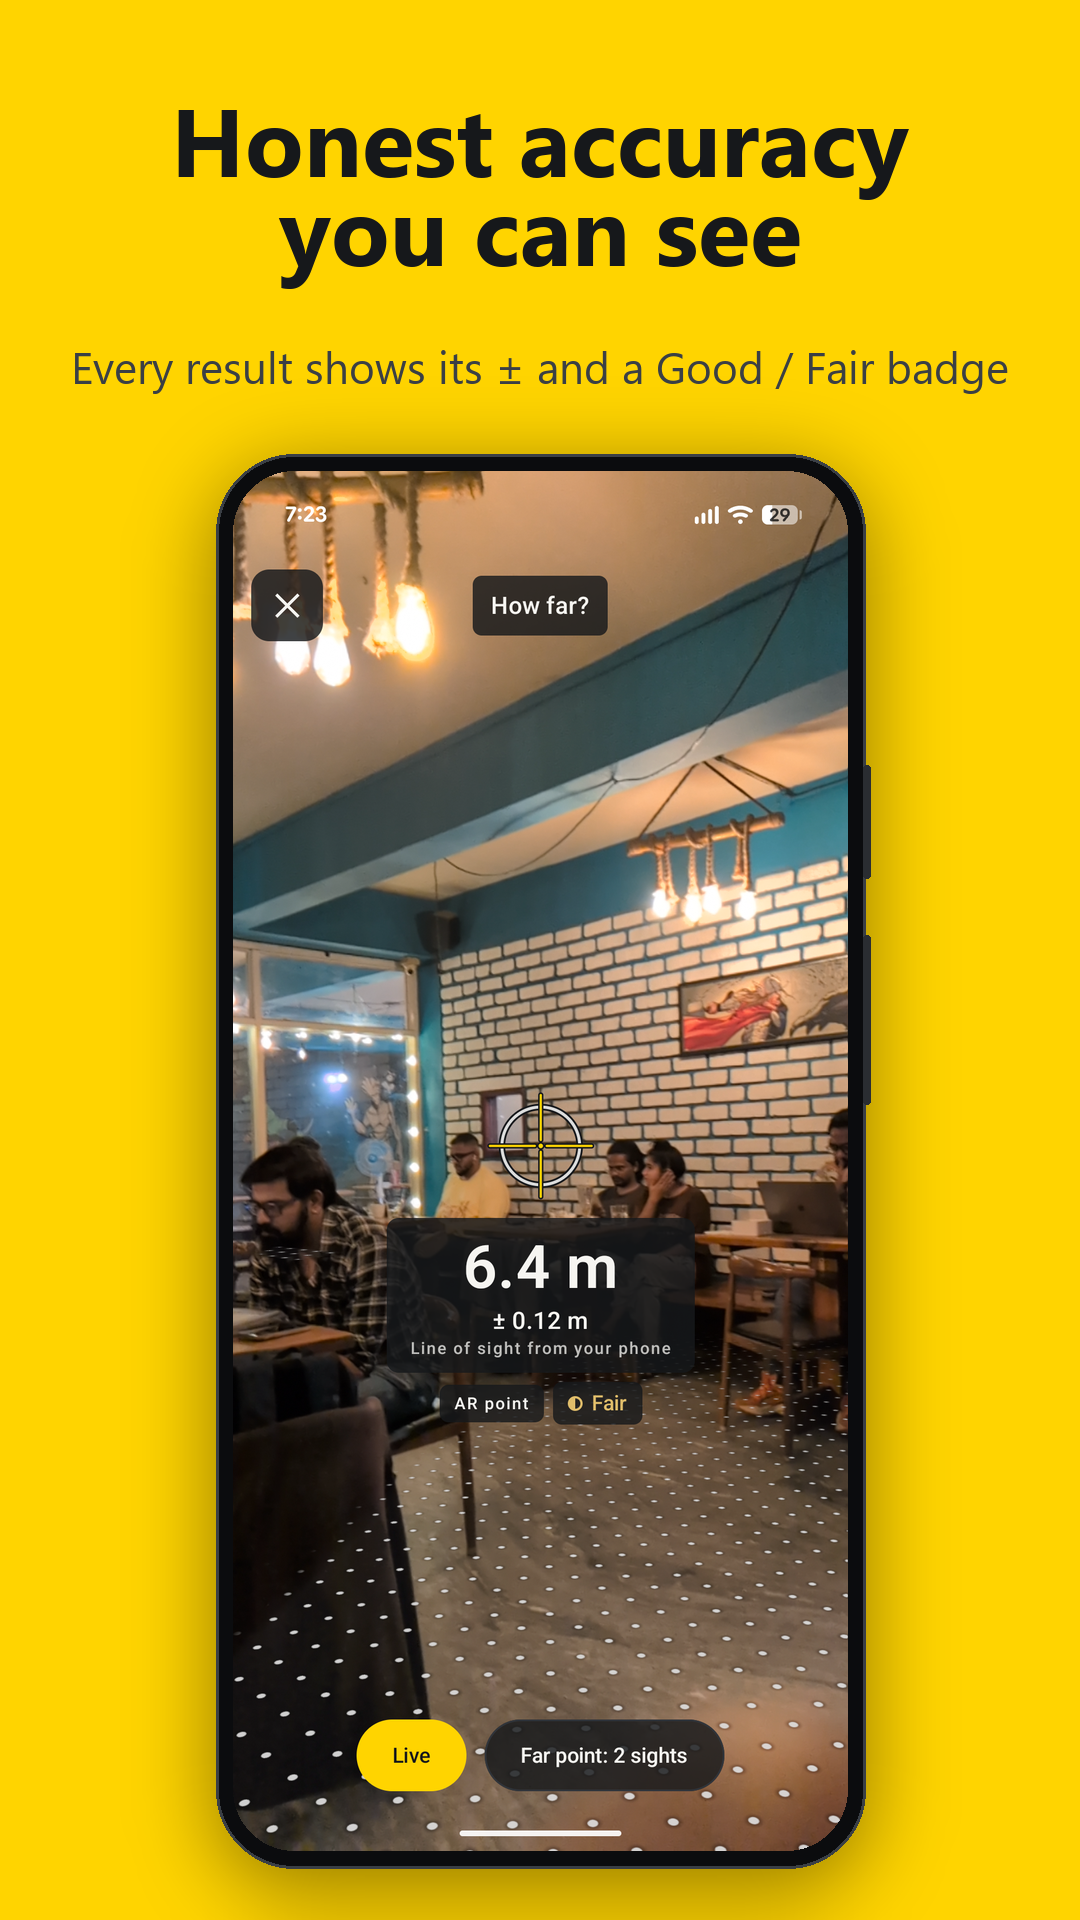 Honest accuracy
you can see
Every result shows its ± and a Good / Fair badge
7:23
29
How far?
6.4 m
± 0.12 m
Line of sight from your phone
AR point
Fair
Live
Far point: 2 sights